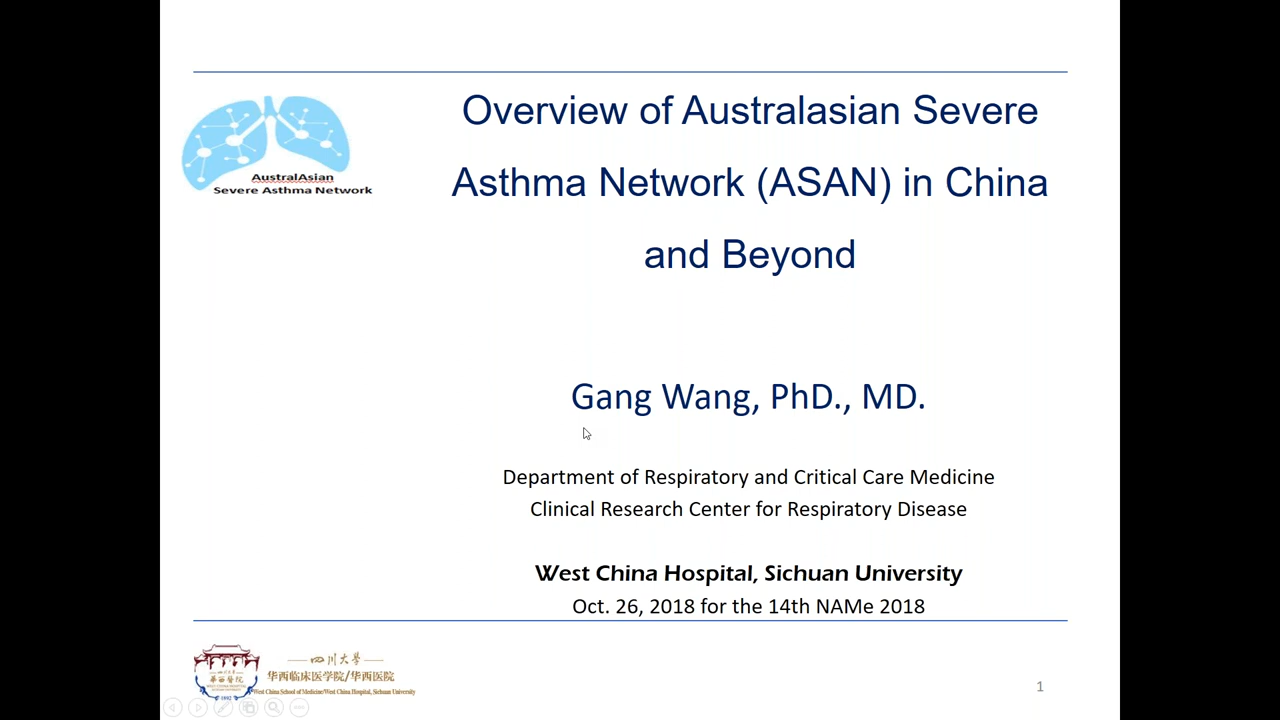 AustralAsian
Severe Asthma Network
Overview of Australasian Severe
Asthma Network (ASAN) in China
and Beyond
Gang Wang, PhD., MD.
Department of Respiratory and Critical Care Medicine
Clinical Research Center for Respiratory Disease
West China Hospital, Sichuan University
Oct. 26, 2018 for the 14th NAMe 2018
四川大學
华西临床医学院/华西医院
West China School of Medicine/West China Hospital, Sichuan University
1892
1